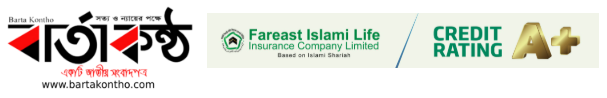 Barta Kontho
সত্য ও ন্যায়ের পক্ষে
বার্তাকণ্ঠ
একটি জাতীয় সংবাদপত্র
www.bartakontho.com
Fareast Islami Life
Insurance Company Limited
Based on Islami Shariah
CREDIT
RATING
A+